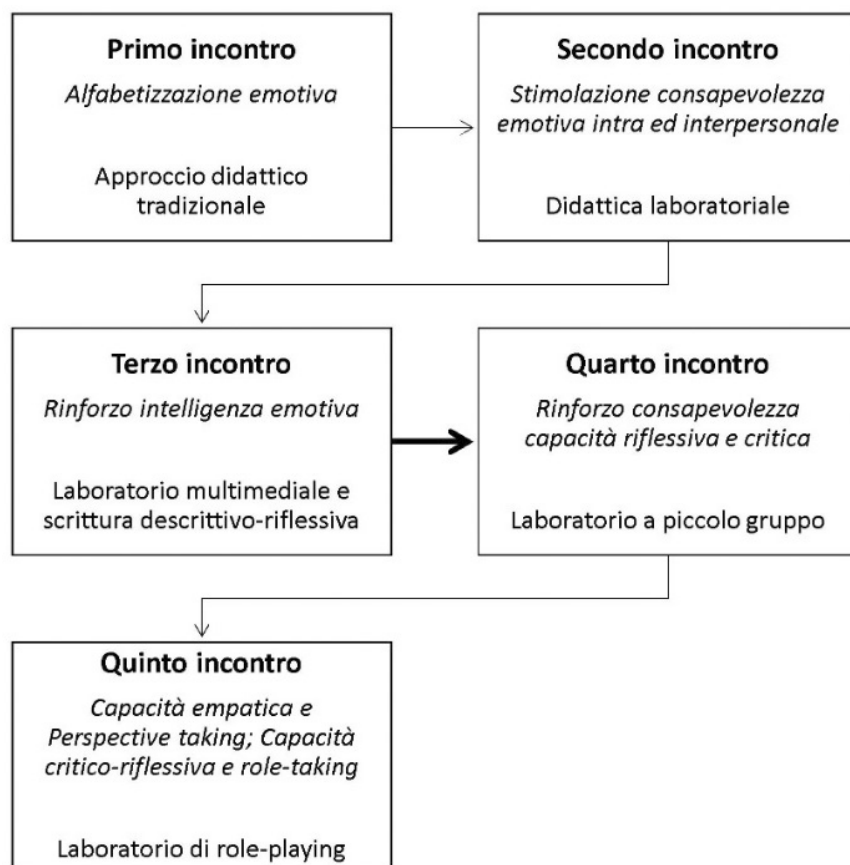 Primo incontro
Alfabetizzazione emotiva
Approccio didattico
tradizionale
Secondo incontro
Stimolazione consapevolezza
emotiva intra ed interpersonale
Didattica laboratoriale
Terzo incontro
Rinforzo intelligenza emotiva
Laboratorio multimediale e
scrittura descrittivo-riflessiva
Quarto incontro
Rinforzo consapevolezza
capacità riflessiva e critica
Laboratorio a piccolo gruppo
Quinto incontro
Capacità empatica e
Perspective taking; Capacità
critico-riflessiva e role-taking
Laboratorio di role-playing